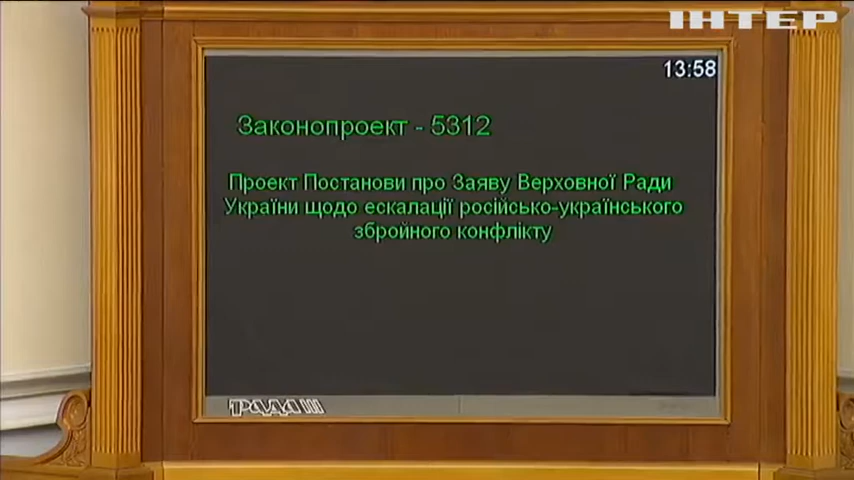 ІНТЕР
13:58
Законопроект - 5312
Проект Постанови про Заяву Верховної Ради
України щодо ескалації російсько-українського
збройного конфлікту
РАДА III